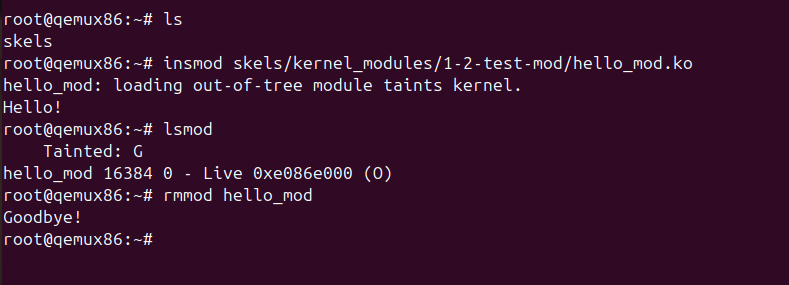 root@qemux86:~# ls
skels
root@qemux86:~# insmod skels/kernel_modules/1-2-test-mod/hello_mod.ko
hello_mod: loading out-of-tree module taints kernel.
Hello!
root@qemux86:~# lsmod
    Tainted: G
hello_mod 16384 0 - Live 0xe086e000 (O)
root@qemux86:~# rmmod hello_mod
Goodbye!
root@qemux86:~#